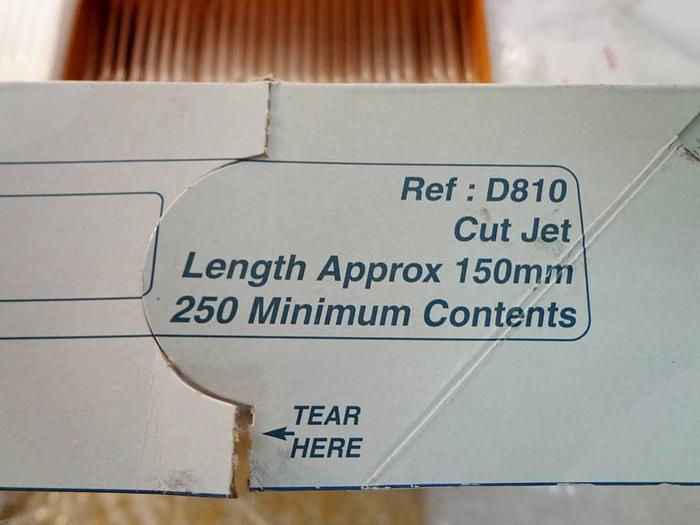 Ref : D810
Cut Jet
Length Approx 150mm
250 Minimum Contents
TEAR
HERE